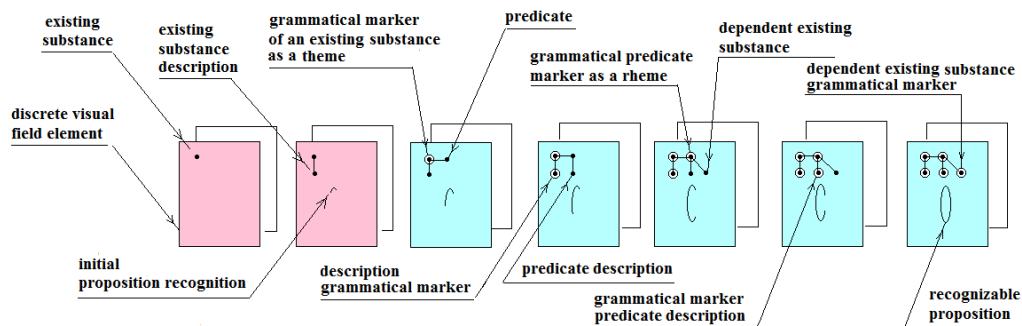 existing
substance
existing
substance
description
grammatical marker
of an existing substance
as a theme
predicate
grammatical predicate
marker as a rheme
dependent existing
substance
dependent existing substance
grammatical marker
discrete visual
field element
initial
proposition recognition
description
grammatical marker
predicate description
grammatical marker
predicate description
recognizable
proposition